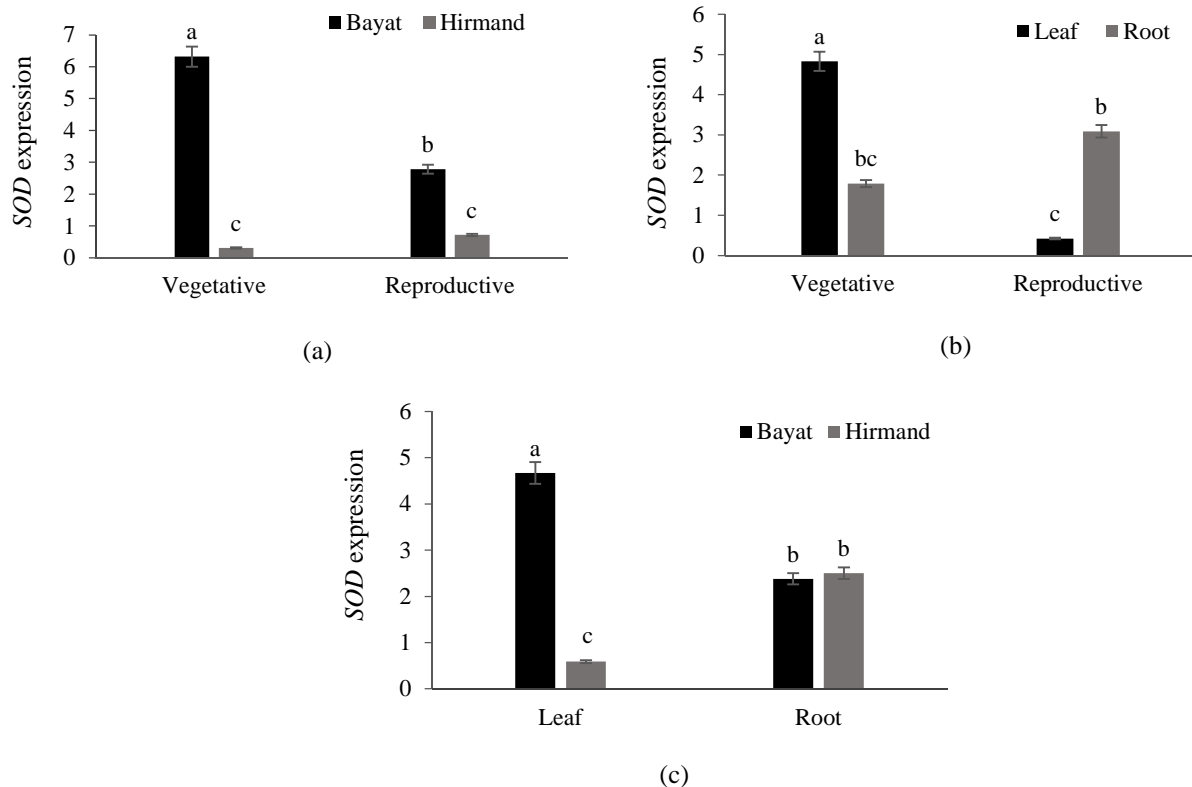 Bayat Hirmand
SOD expression
7
6
5
4
3
2
1
0
a
c
b
c
Vegetative Reproductive
(a)
Leaf Root
SOD expression
6
5
4
3
2
1
0
a
bc
c
b
Vegetative Reproductive
(b)
Bayat Hirmand
SOD expression
6
5
4
3
2
1
0
a
c
b
b
Leaf Root
(c)